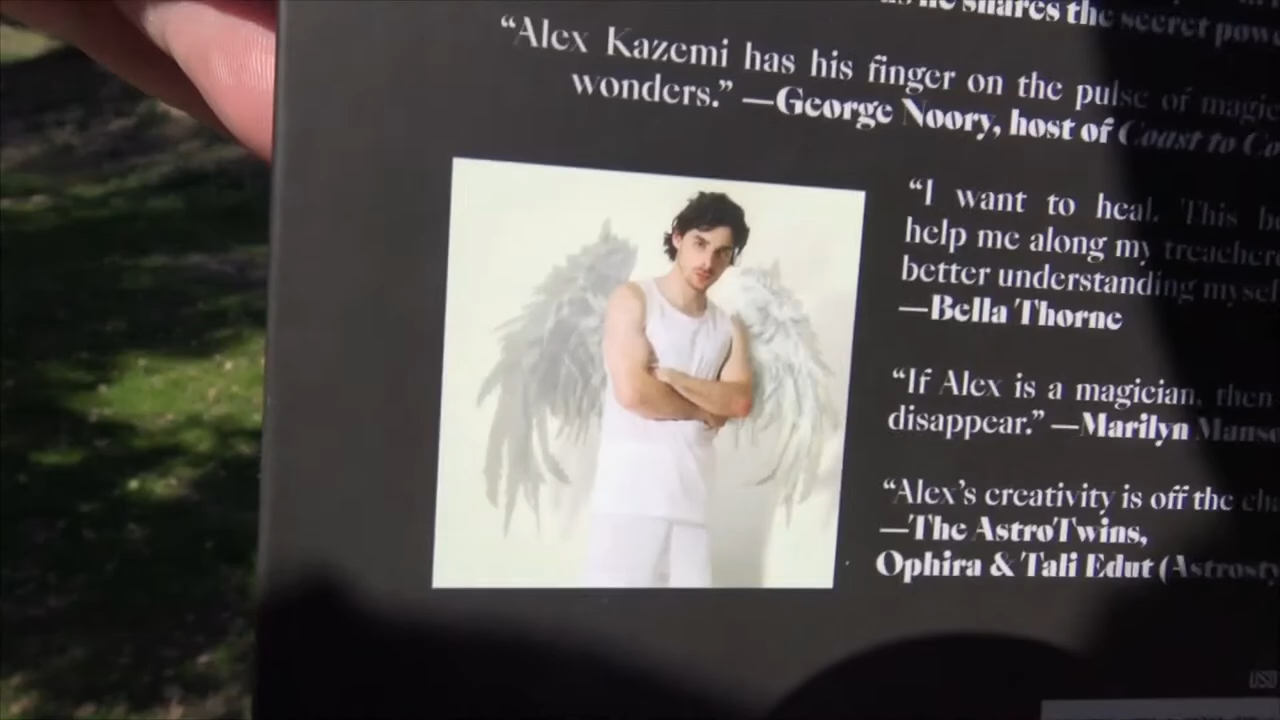 he shares the secret pow
“Alex Kazemi has his finger on the pulse of magic
wonders.” —George Noory, host of Coast to Co
“I want to heal. This b
help me along my treacher
better understanding mysel
—Bella Thorne
“If Alex is a magician, then
disappear.” —Marilyn Manso
“Alex’s creativity is off the cha
—The AstroTwins,
Ophira & Tali Edut (Astrosty
USD